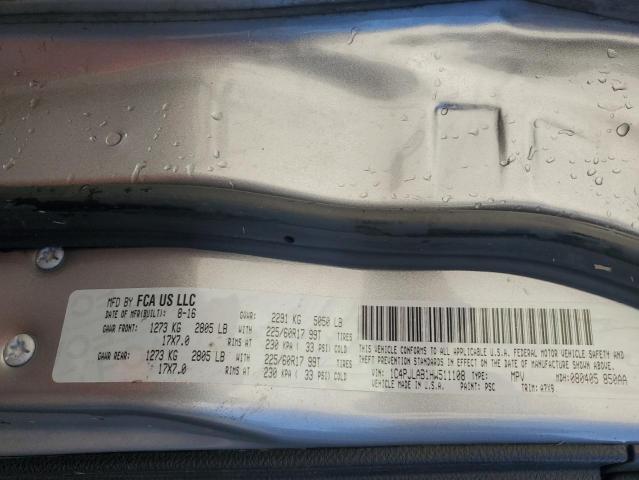 MFD BY FCA US LLC
DATE OF MFR(BUILT): 8-16 GVWR: 2291 KG 5050 LB
GAWR FRONT: 1273 KG 2805 LB WITH 225/60R17 99T TIRES
17X7.0 RIMS AT 230 KPA ( 33 PSI) COLD
GAWR REAR: 1273 KG 2805 LB WITH 225/60R17 99T TIRES
17X7.0 RIMS AT 230 KPA ( 33 PSI) COLD
THIS VEHICLE CONFORMS TO ALL APPLICABLE U.S.A. FEDERAL MOTOR VEHICLE SAFETY AND
THEFT PREVENTION STANDARDS IN EFFECT ON THE DATE OF MANUFACTURE SHOWN ABOVE.
VIN: 1C4PJLAB1HW511108 TYPE: MPV MDH: 080405 850AA
MADE IN U.S.A. PAINT: PSC TRIM: A7X9